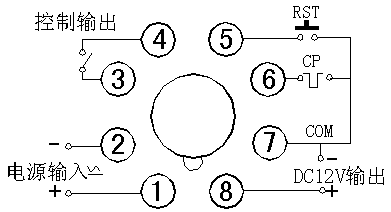 控制输出
RST
④
⑤
CP
③
⑥
-
②
⑦
COM
-
电源输入
DC12V输出
+
①
⑧
+